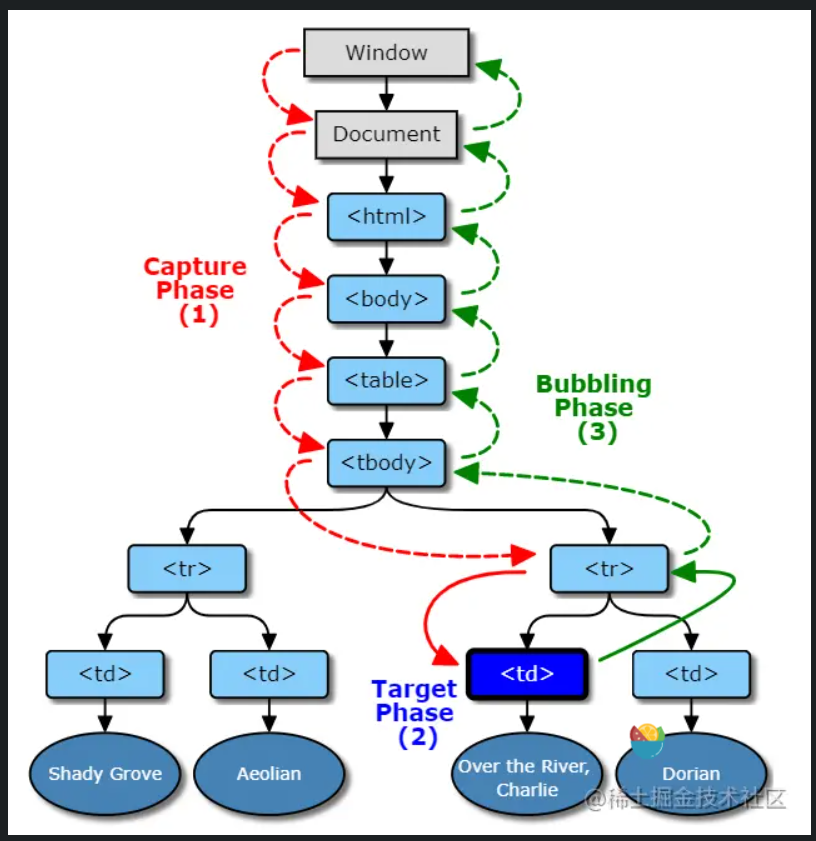 Window
Document
<html>
Capture
Phase
(1)
<body>
<table>
Bubbling
Phase
(3)
<tbody>
<tr>
<tr>
<td>
<td>
<td>
<td>
Target
Phase
(2)
Shady Grove
Aeolian
Over the River,
Charlie
Dorian
@稀土掘金技术社区